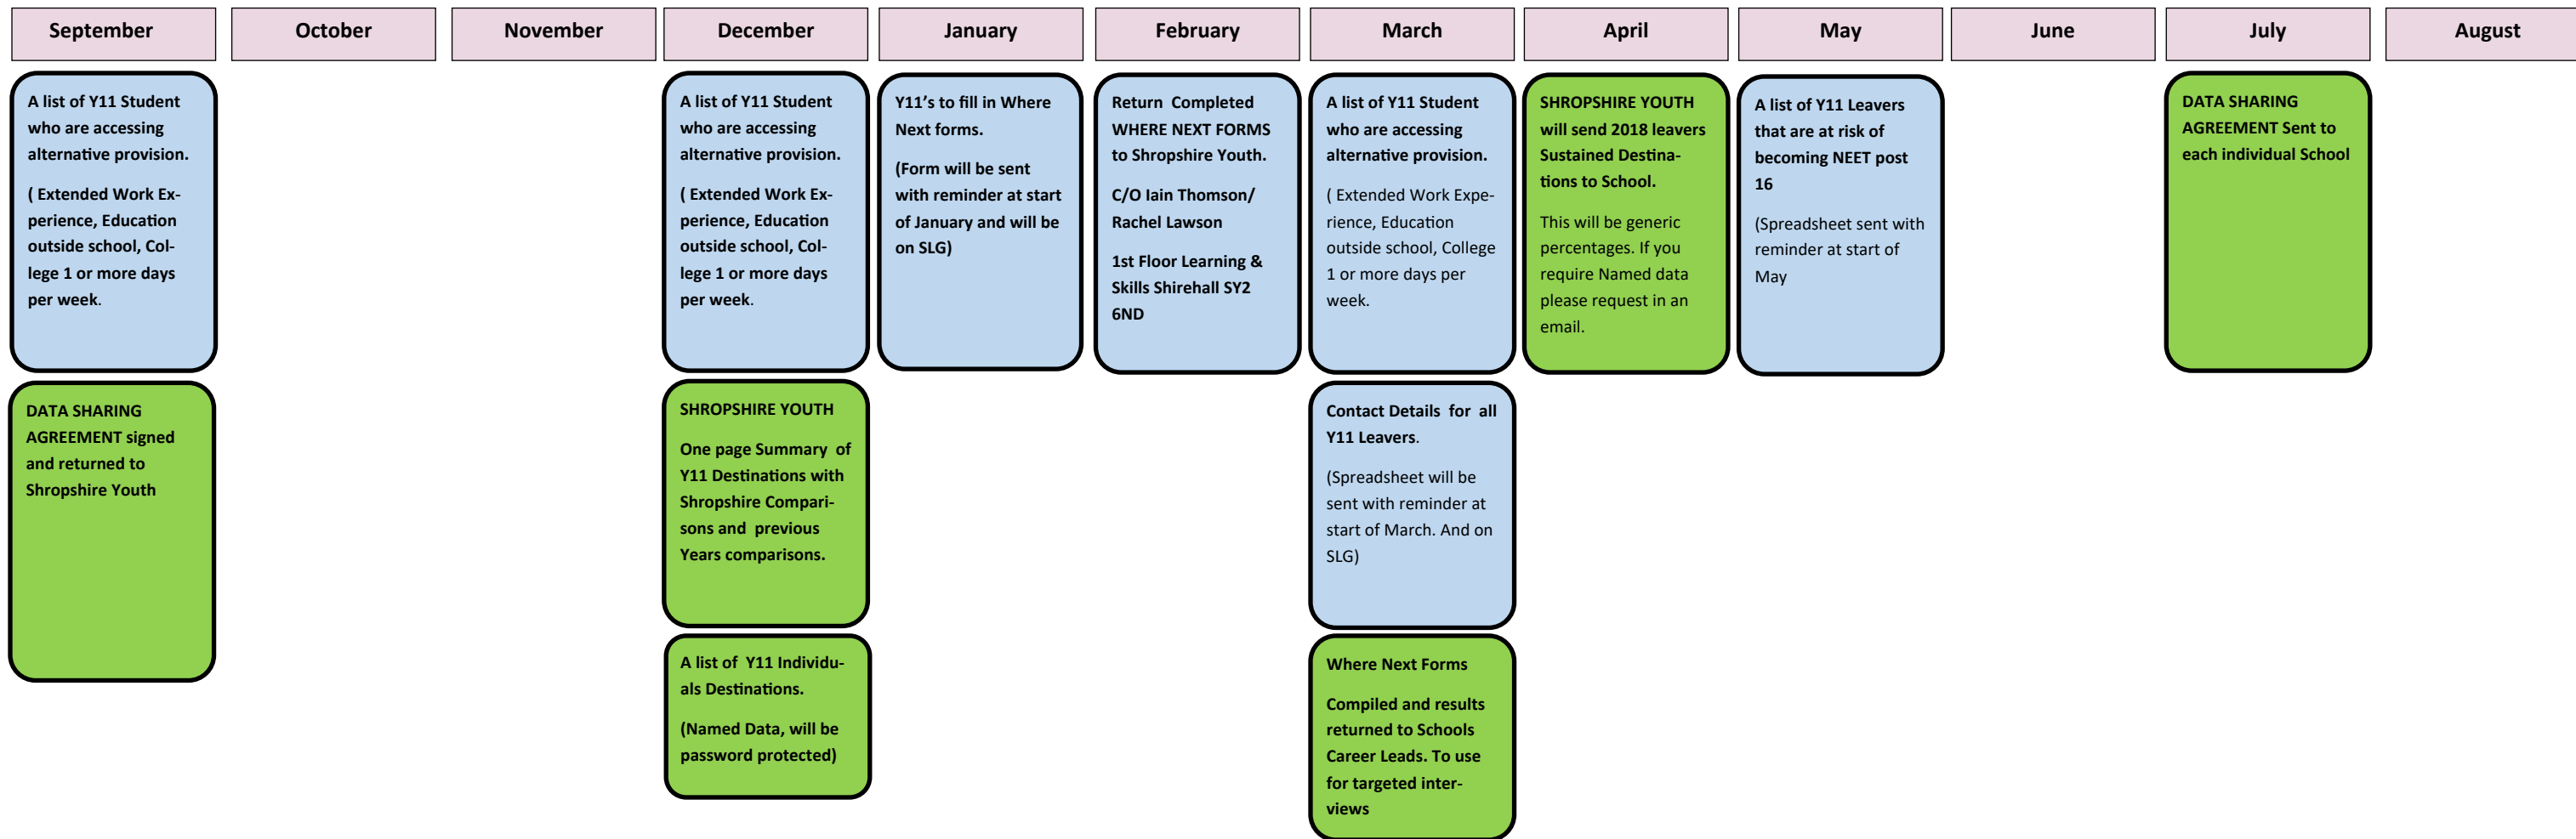 September
October
November
December
January
February
March
April
May
June
July
August
A list of Y11 Student
who are accessing
alternative provision.
( Extended Work Ex-
perience, Education
outside school, Col-
lege 1 or more days
per week.
DATA SHARING
AGREEMENT signed
and returned to
Shropshire Youth
A list of Y11 Student
who are accessing
alternative provision.
( Extended Work Ex-
perience, Education
outside school, Col-
lege 1 or more days
per week.
SHROPSHIRE YOUTH
One page Summary of
Y11 Destinations with
Shropshire Compari-
sons and previous
Years comparisons.
A list of Y11 Individu-
als Destinations.
(Named Data, will be
password protected)
Y11's to fill in Where
Next forms.
(Form will be sent
with reminder at start
of January and will be
on SLG)
Return Completed
WHERE NEXT FORMS
to Shropshire Youth.
C/O Iain Thomson/
Rachel Lawson
1st Floor Learning &
Skills Shirehall SY2
6ND
A list of Y11 Student
who are accessing
alternative provision.
( Extended Work Expe-
rience, Education
outside school, College
1 or more days per
week.
Contact Details for all
Y11 Leavers.
(Spreadsheet will be
sent with reminder at
start of March. And on
SLG)
Where Next Forms
Compiled and results
returned to Schools
Career Leads. To use
for targeted inter-
views
SHROPSHIRE YOUTH
will send 2018 leavers
Sustained Destina-
tions to School.
This will be generic
percentages. If you
require Named data
please request in an
email.
A list of Y11 Leavers
that are at risk of
becoming NEET post
16
(Spreadsheet sent with
reminder at start of
May
DATA SHARING
AGREEMENT Sent to
each individual School